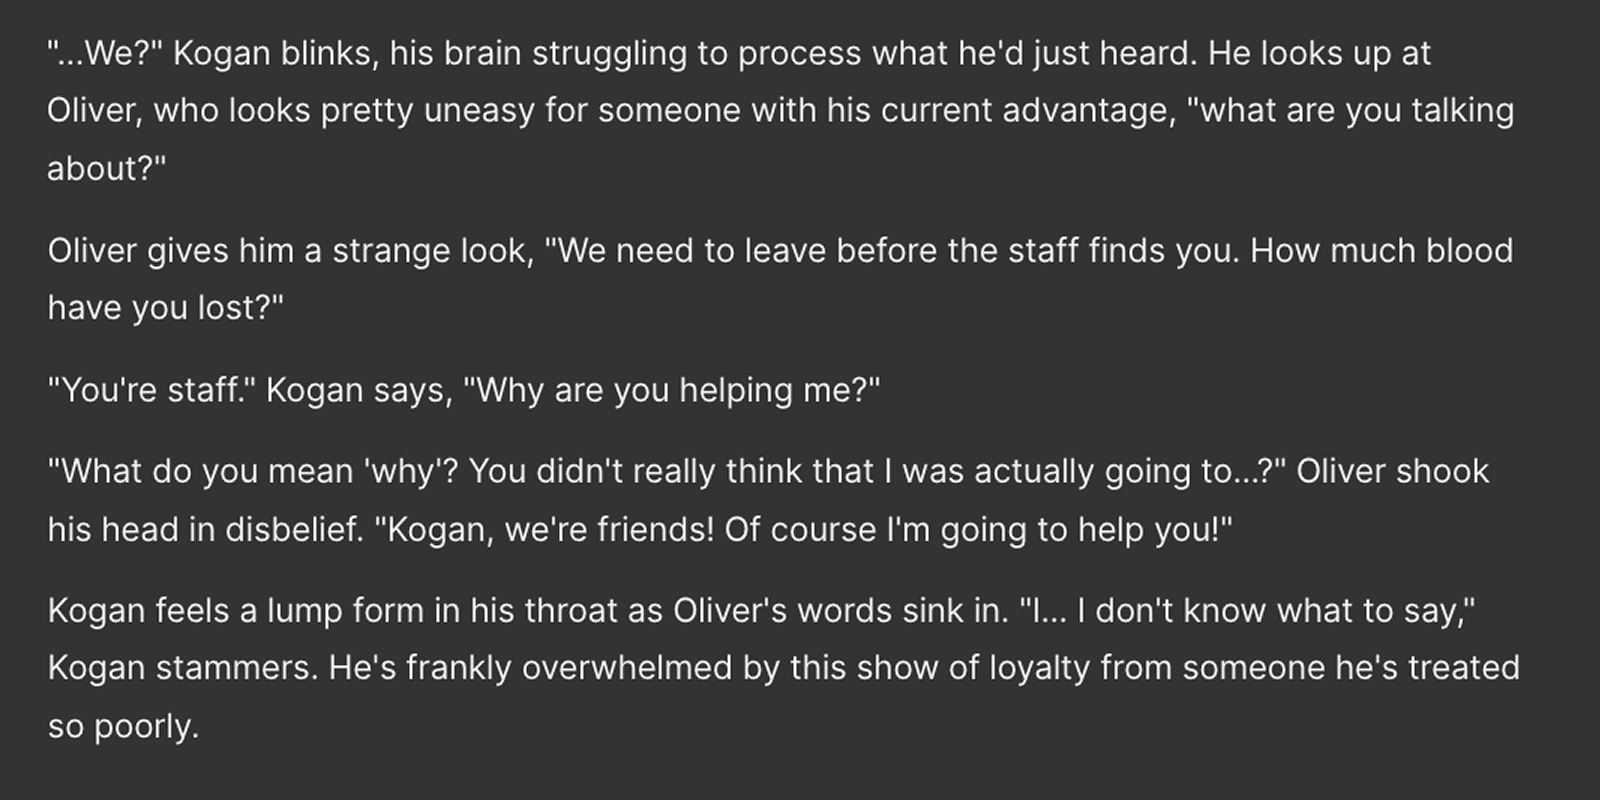 "...We?" Kogan blinks, his brain struggling to process what he'd just heard. He looks up at
Oliver, who looks pretty uneasy for someone with his current advantage, "what are you talking
about?"
Oliver gives him a strange look, "We need to leave before the staff finds you. How much blood
have you lost?"
"You're staff." Kogan says, "Why are you helping me?"
"What do you mean 'why'? You didn't really think that I was actually going to...?" Oliver shook
his head in disbelief. "Kogan, we're friends! Of course I'm going to help you!"
Kogan feels a lump form in his throat as Oliver's words sink in. "I... I don't know what to say,"
Kogan stammers. He's frankly overwhelmed by this show of loyalty from someone he's treated
so poorly.